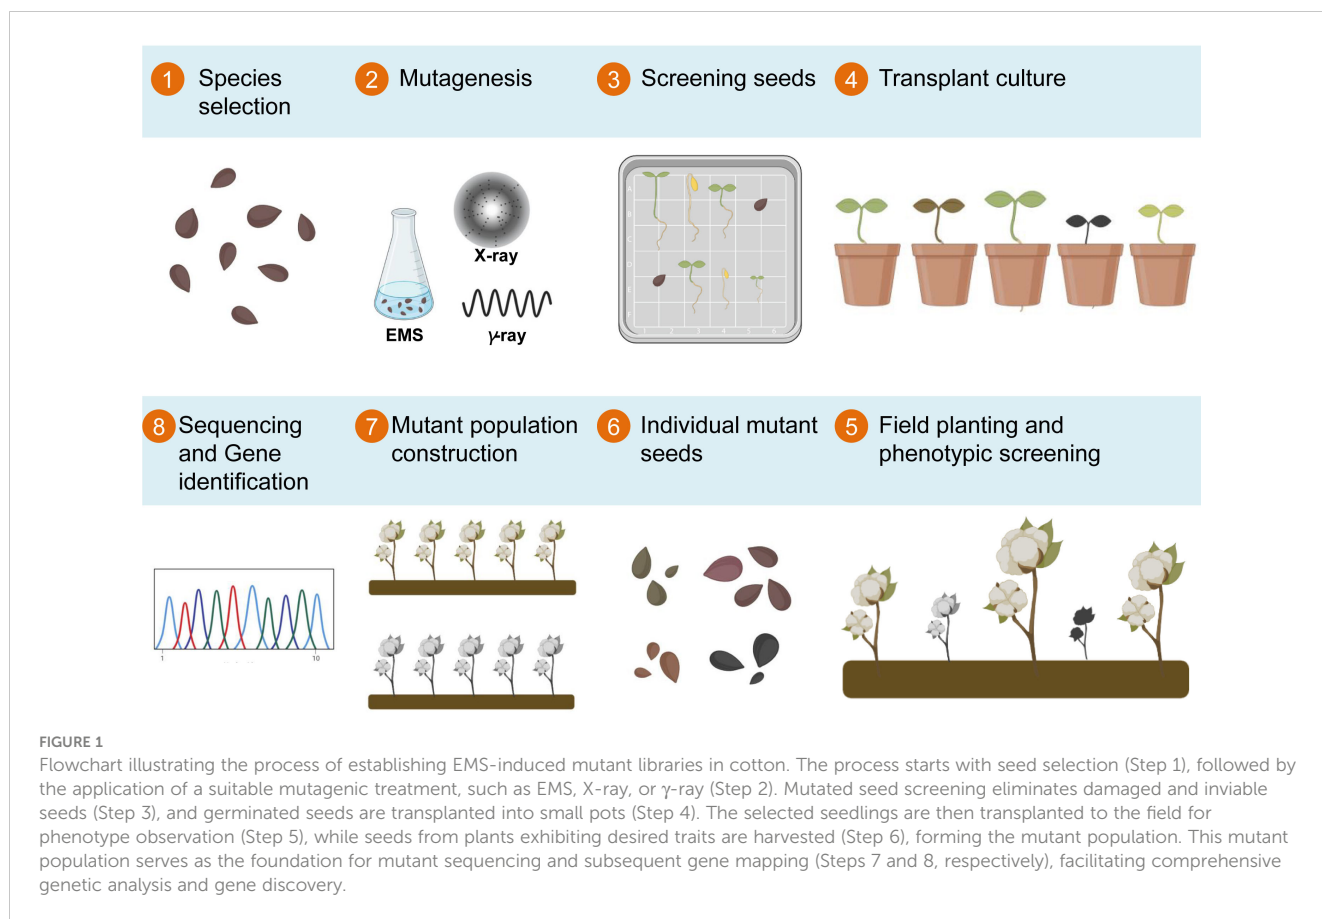 1 Species selection
2 Mutagenesis
3 Screening seeds
4 Transplant culture
X-ray
EMS
γ-ray
A
B
C
D
E
F
1 2 3 4 5 6
8 Sequencing and Gene identification
7 Mutant population construction
6 Individual mutant seeds
5 Field planting and phenotypic screening
1 10
FIGURE 1
Flowchart illustrating the process of establishing EMS-induced mutant libraries in cotton. The process starts with seed selection (Step 1), followed by
the application of a suitable mutagenic treatment, such as EMS, X-ray, or γ-ray (Step 2). Mutated seed screening eliminates damaged and inviable
seeds (Step 3), and germinated seeds are transplanted into small pots (Step 4). The selected seedlings are then transplanted to the field for
phenotype observation (Step 5), while seeds from plants exhibiting desired traits are harvested (Step 6), forming the mutant population. This mutant
population serves as the foundation for mutant sequencing and subsequent gene mapping (Steps 7 and 8, respectively), facilitating comprehensive
genetic analysis and gene discovery.